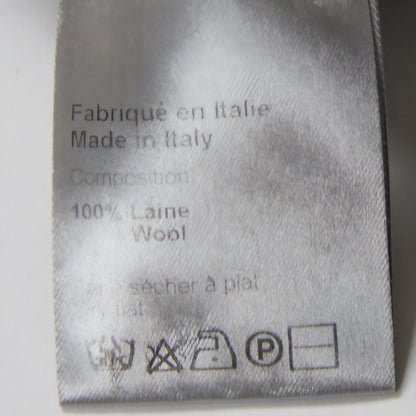 Fabriqué en Italie
Made in Italy
Composition
100% Laine
Wool
sécher à plat
flat
P